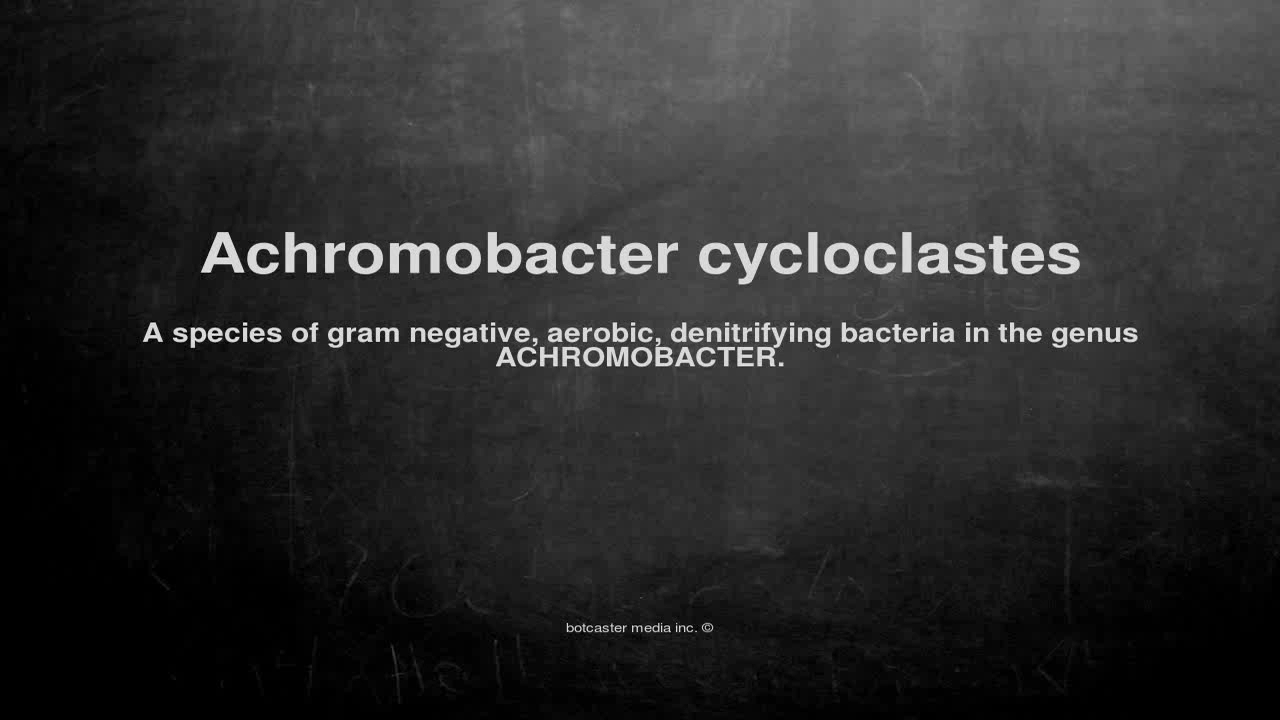 Achromobacter cycloclastes
A species of gram negative, aerobic, denitrifying bacteria in the genus
ACHROMOBACTER.
botcaster media inc. ©